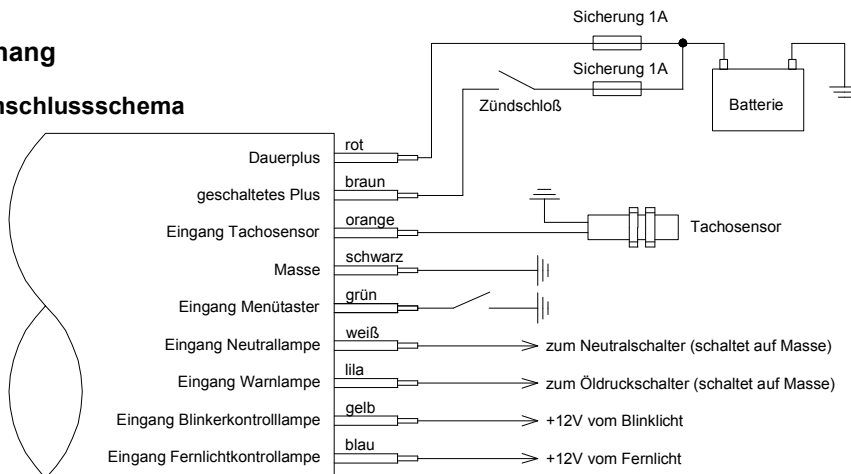 Sicherung 1A
nang
Sicherung 1A
nschlussschema
Zündschloß
Batterie
Dauerplus
rot
geschaltetes Plus
braun
Eingang Tachosensor
orange
Tachosensor
Masse
schwarz
Eingang Menütaster
grün
Eingang Neutrallampe
weiß
zum Neutralschalter (schaltet auf Masse)
Eingang Warnlampe
lila
zum Öldruckschalter (schaltet auf Masse)
Eingang Blinkerkontrolllampe
gelb
+12V vom Blinklicht
Eingang Fernlichtkontrollampe
blau
+12V vom Fernlicht